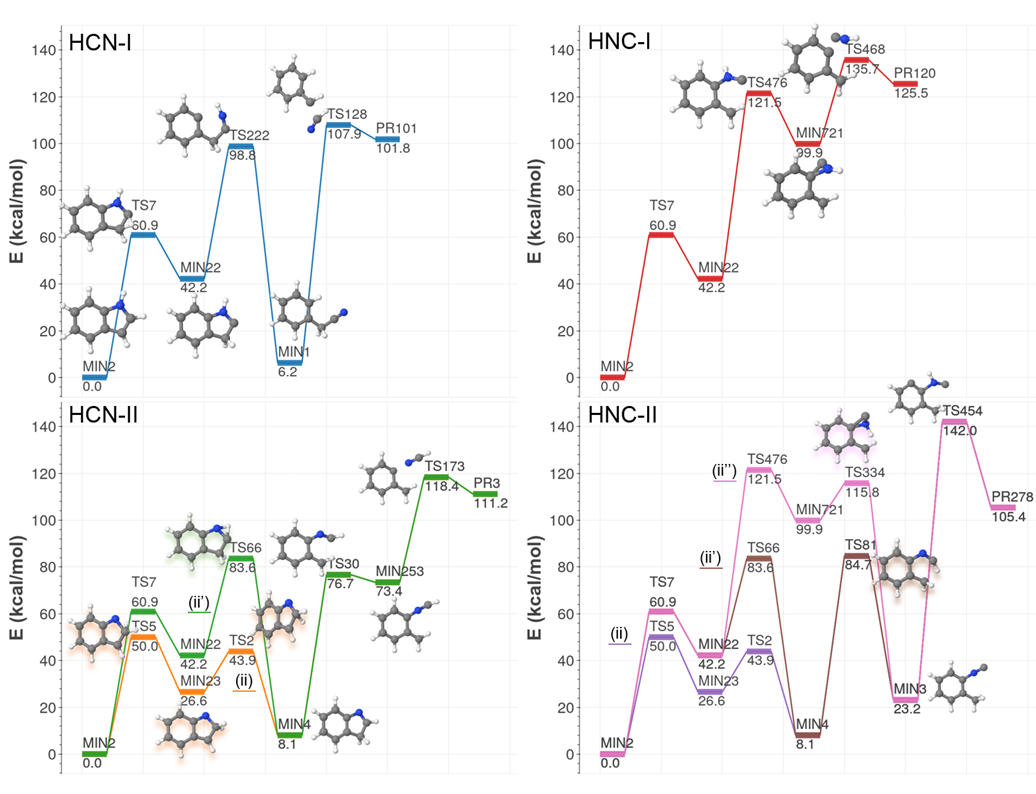 HCN-I
E (kcal/mol)
140
120
100
80
60
40
20
0
MIN2
0.0
TS7
60.9
MIN22
42.2
TS222
98.8
MIN1
6.2
TS128
107.9
PR101
101.8
HNC-I
E (kcal/mol)
140
120
100
80
60
40
20
0
MIN2
0.0
TS7
60.9
MIN22
42.2
TS476
121.5
MIN721
99.9
TS468
135.7
PR120
125.5
HCN-II
E (kcal/mol)
140
120
100
80
60
40
20
0
MIN2
0.0
TS7
60.9
TS5
50.0
MIN22
42.2
MIN23
26.6
(ii')
TS66
83.6
TS2
43.9
(ii)
MIN4
8.1
TS30
76.7
MIN253
73.4
TS173
118.4
PR3
111.2
HNC-II
E (kcal/mol)
140
120
100
80
60
40
20
0
MIN2
0.0
(ii)
TS7
60.9
TS5
50.0
MIN22
42.2
MIN23
26.6
(ii'')
TS476
121.5
(ii')
TS66
83.6
TS2
43.9
MIN721
99.9
MIN4
8.1
TS334
115.8
TS81
84.7
MIN3
23.2
TS454
142.0
PR278
105.4